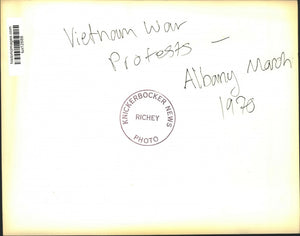 Vietnam War
Protests -
Albany March
1970
KNICKERBOCKER NEWS
RICHEY
PHOTO